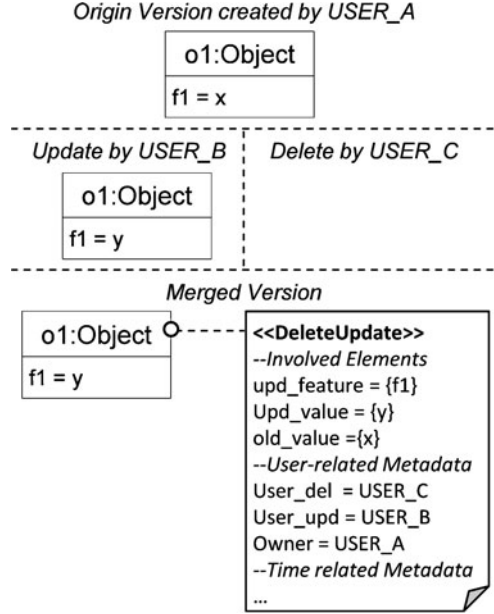 Origin Version created by USER_A
o1:Object
f1 = x
Update by USER_B
Delete by USER_C
o1:Object
f1 = y
Merged Version
o1:Object
f1 = y
<<DeleteUpdate>>
--Involved Elements
upd_feature = {f1}
Upd_value = {y}
old_value ={x}
--User-related Metadata
User_del = USER_C
User_upd = USER_B
Owner = USER_A
--Time related Metadata
...